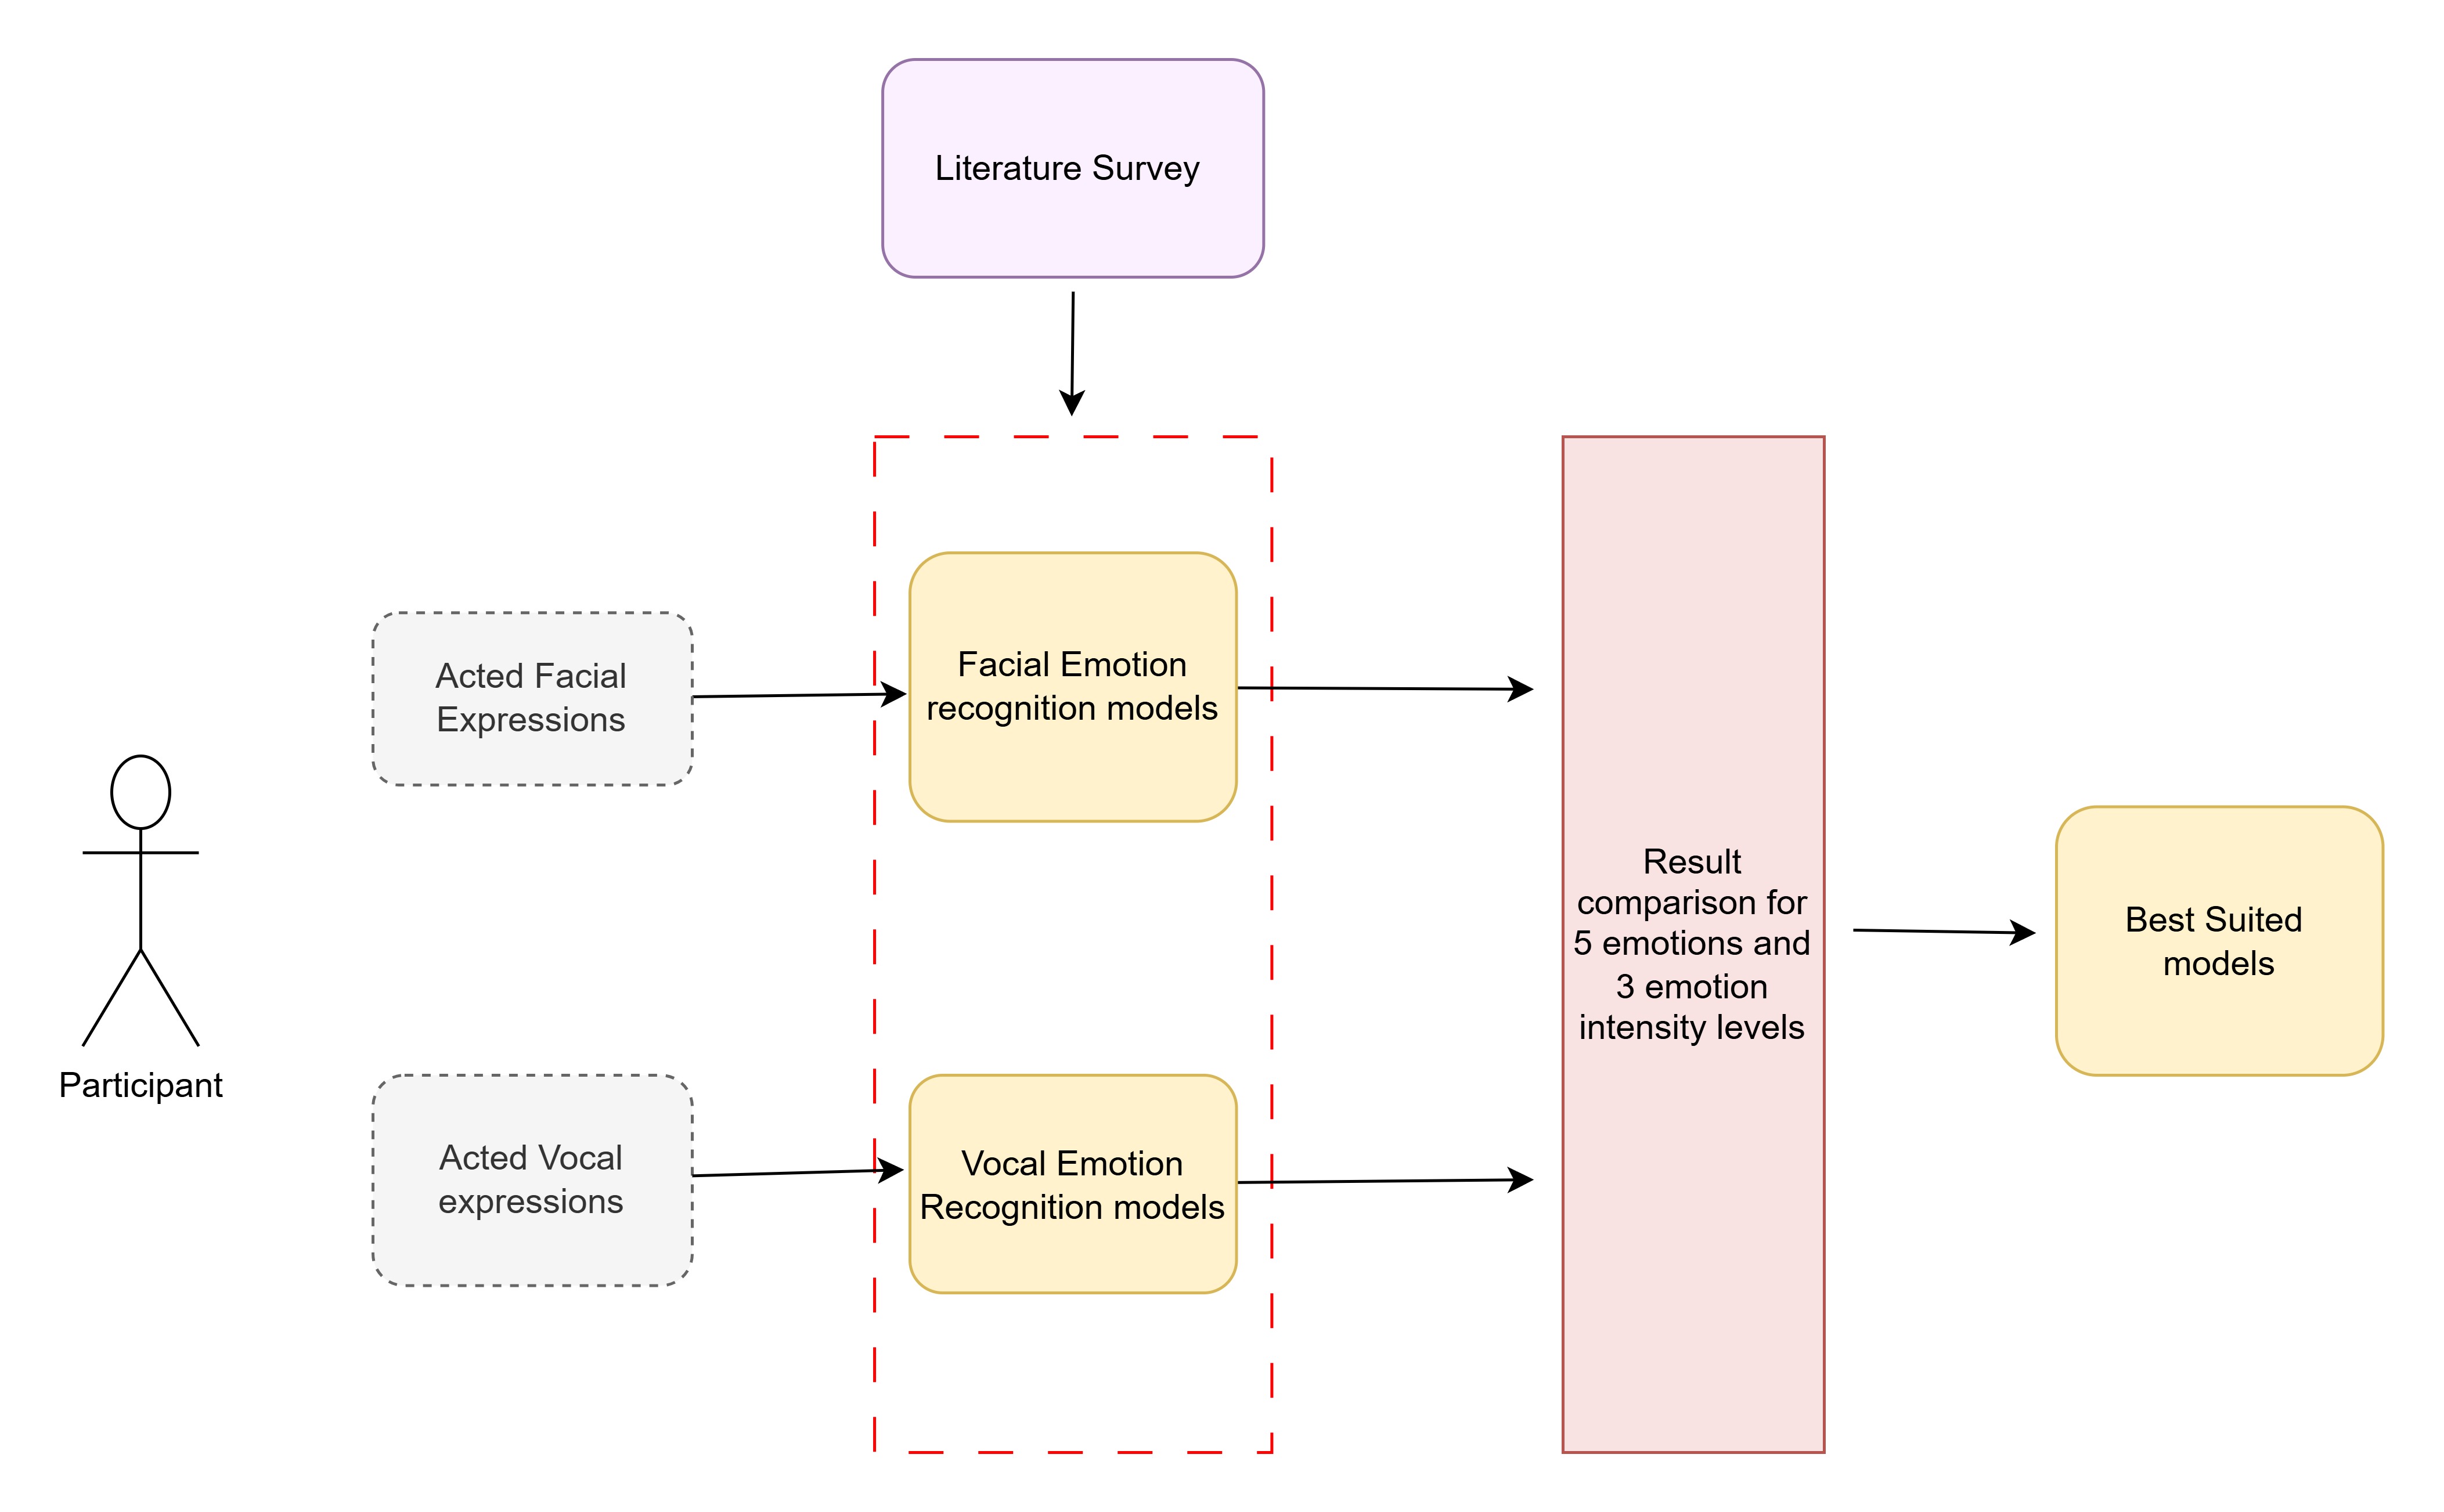 Literature Survey
Acted Facial
Expressions
Facial Emotion
recognition models
Participant
Acted Vocal
expressions
Vocal Emotion
Recognition models
Result
comparison for
5 emotions and
3 emotion
intensity levels
Best Suited
models